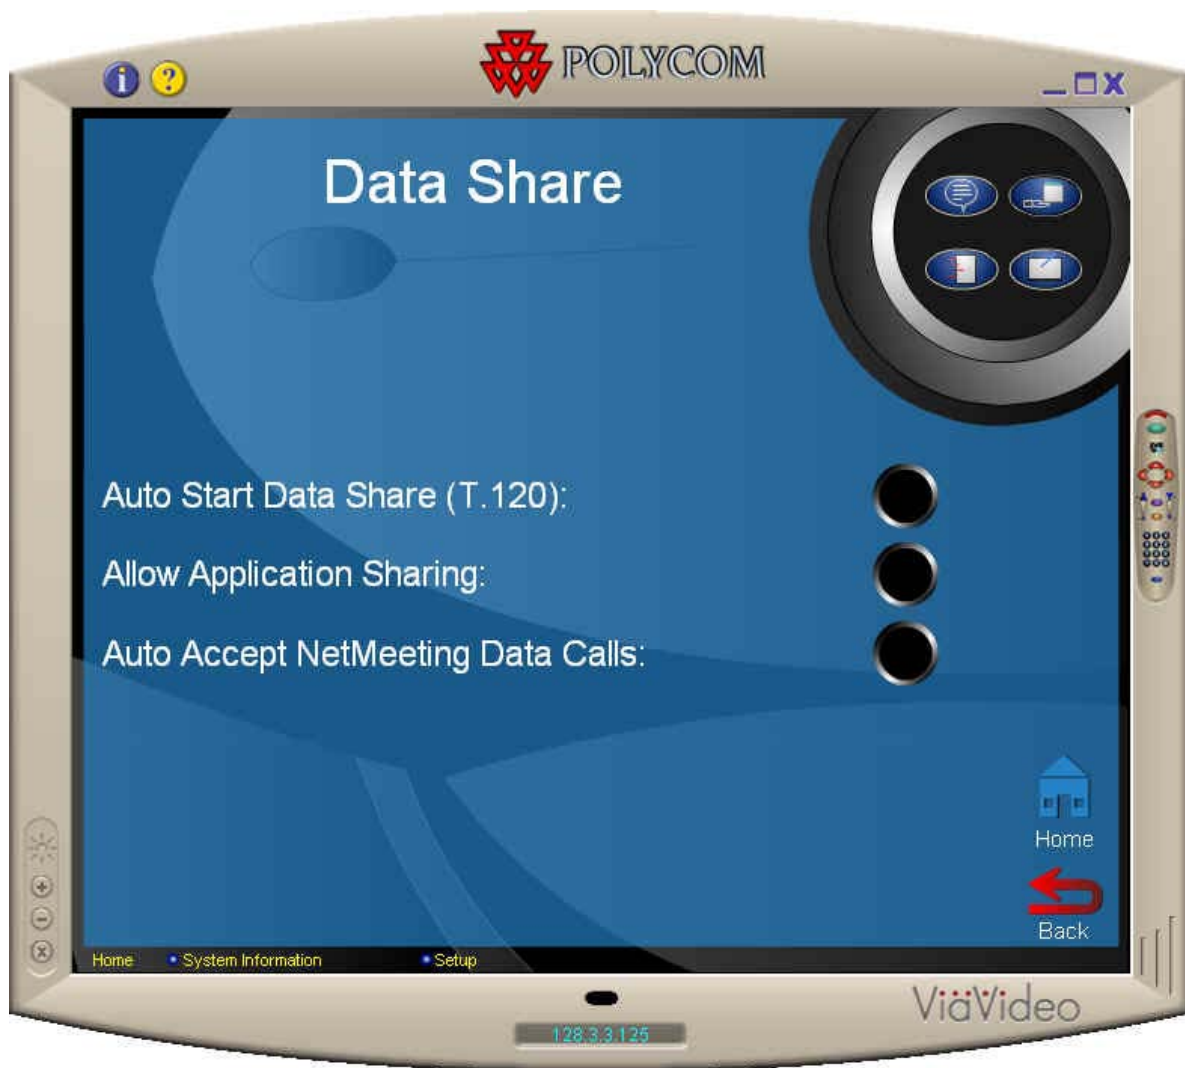 i ?
POLYCOM
Data Share
Auto Start Data Share (T.120):
Allow Application Sharing:
Auto Accept NetMeeting Data Calls:
Home
Back
Home System Information Setup
ViaVideo
128.3.3.125